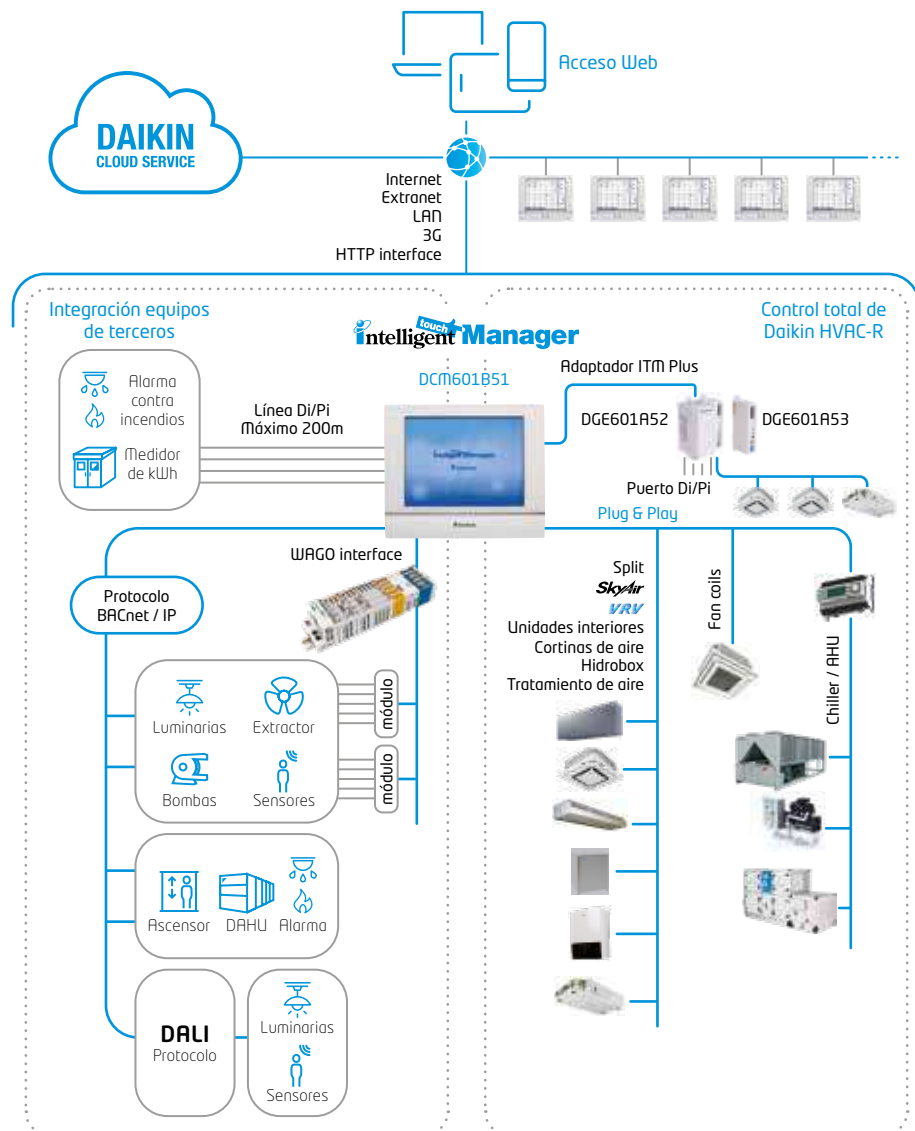 Acceso Web
DAIKIN
CLOUD SERVICE
Internet
Extranet
LAN
3G
HTTP interface
Integración equipos
de terceros
intelligent touch Manager
Control total de
Daikin HVAC-R
Alarma
contra
incendios
Medidor
de kWh
Línea Di/Pi
Máximo 200m
DCM601B51
Adaptador ITM Plus
DGE601A52
DGE601A53
Puerto Di/Pi
Plug & Play
WAGO interface
Protocolo
BACnet / IP
Split
SkyAir
VRV
Unidades interiores
Cortinas de aire
Hidrobox
Tratamiento de aire
Fan coils
Chiller / AHU
Luminarias
Extractor
módulo
Bombas
Sensores
módulo
Ascensor
DAHU
Alarma
DALI
Protocolo
Luminarias
Sensores